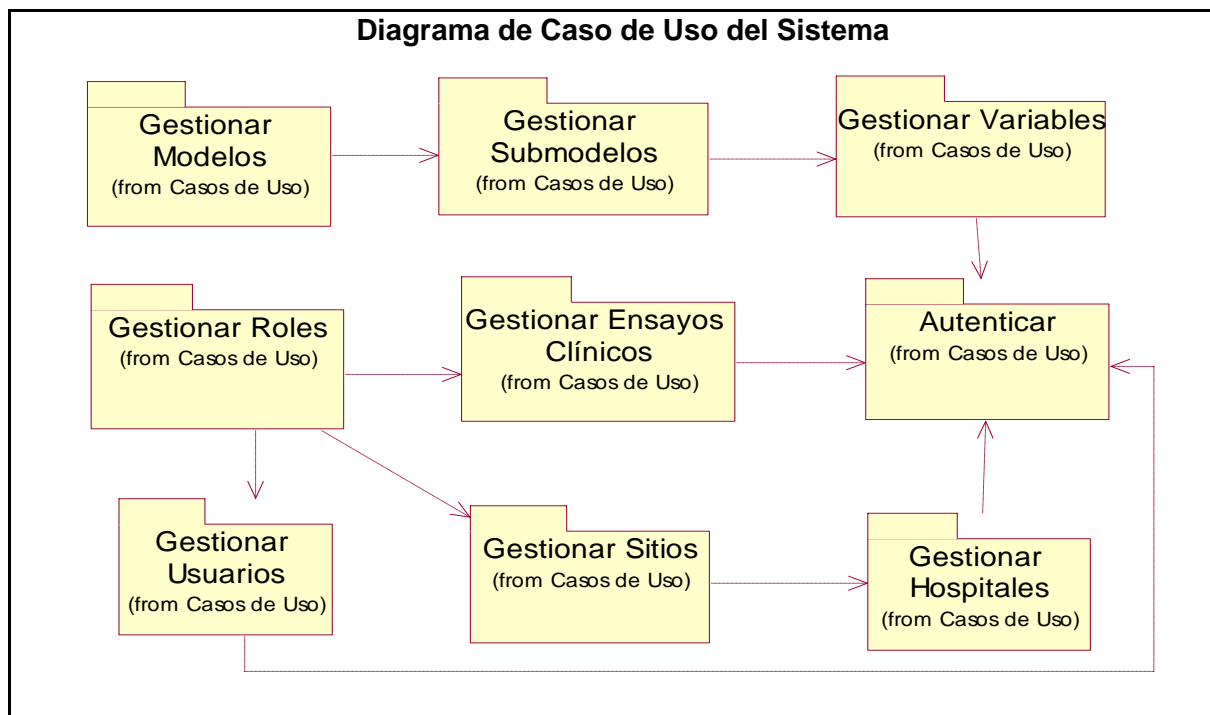 Diagrama de Caso de Uso del Sistema
Gestionar
Modelos
(from Casos de Uso)
Gestionar
Submodelos
(from Casos de Uso)
Gestionar Variables
(from Casos de Uso)
Gestionar Roles
(from Casos de Uso)
Gestionar Ensayos
Clínicos
(from Casos de Uso)
Autenticar
(from Casos de Uso)
Gestionar
Usuarios
(from Casos de Uso)
Gestionar Sitios
(from Casos de Uso)
Gestionar
Hospitales
(from Casos de Uso)